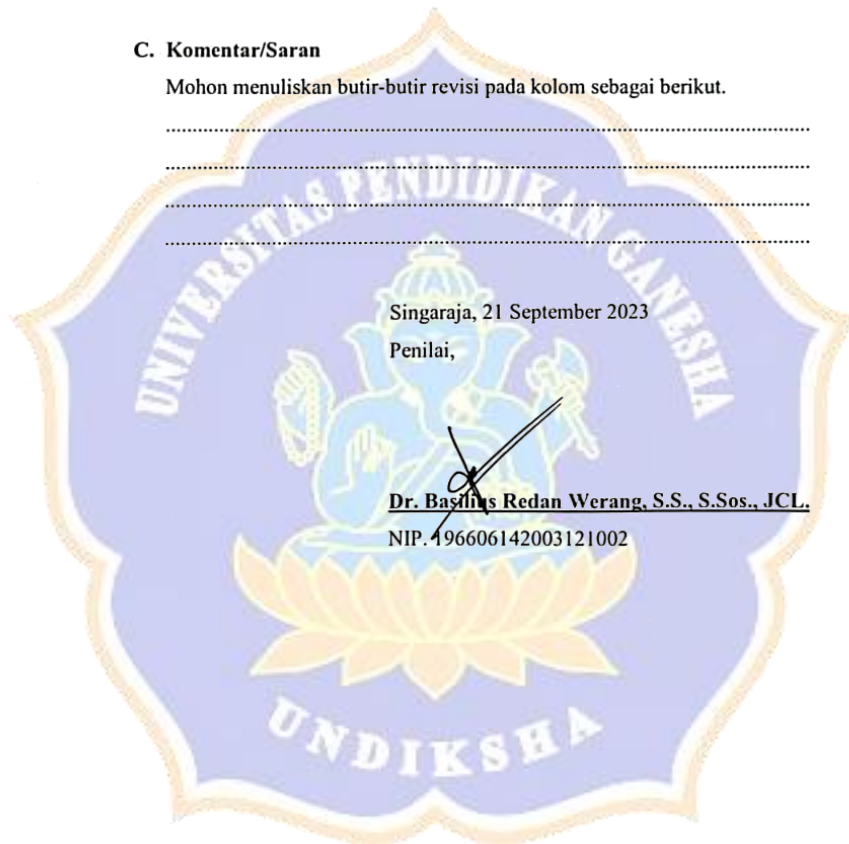 C. Komentar/Saran
Mohon menuliskan butir-butir revisi pada kolom sebagai berikut.
................................................................................
................................................................................
................................................................................
................................................................................
UNIVERSITAS PENDIDIKAN GANESHA
Singaraja, 21 September 2023
Penilai,
Dr. Basilius Redan Werang, S.S., S.Sos., JCL.
NIP. 196606142003121002
UNDIKSHA